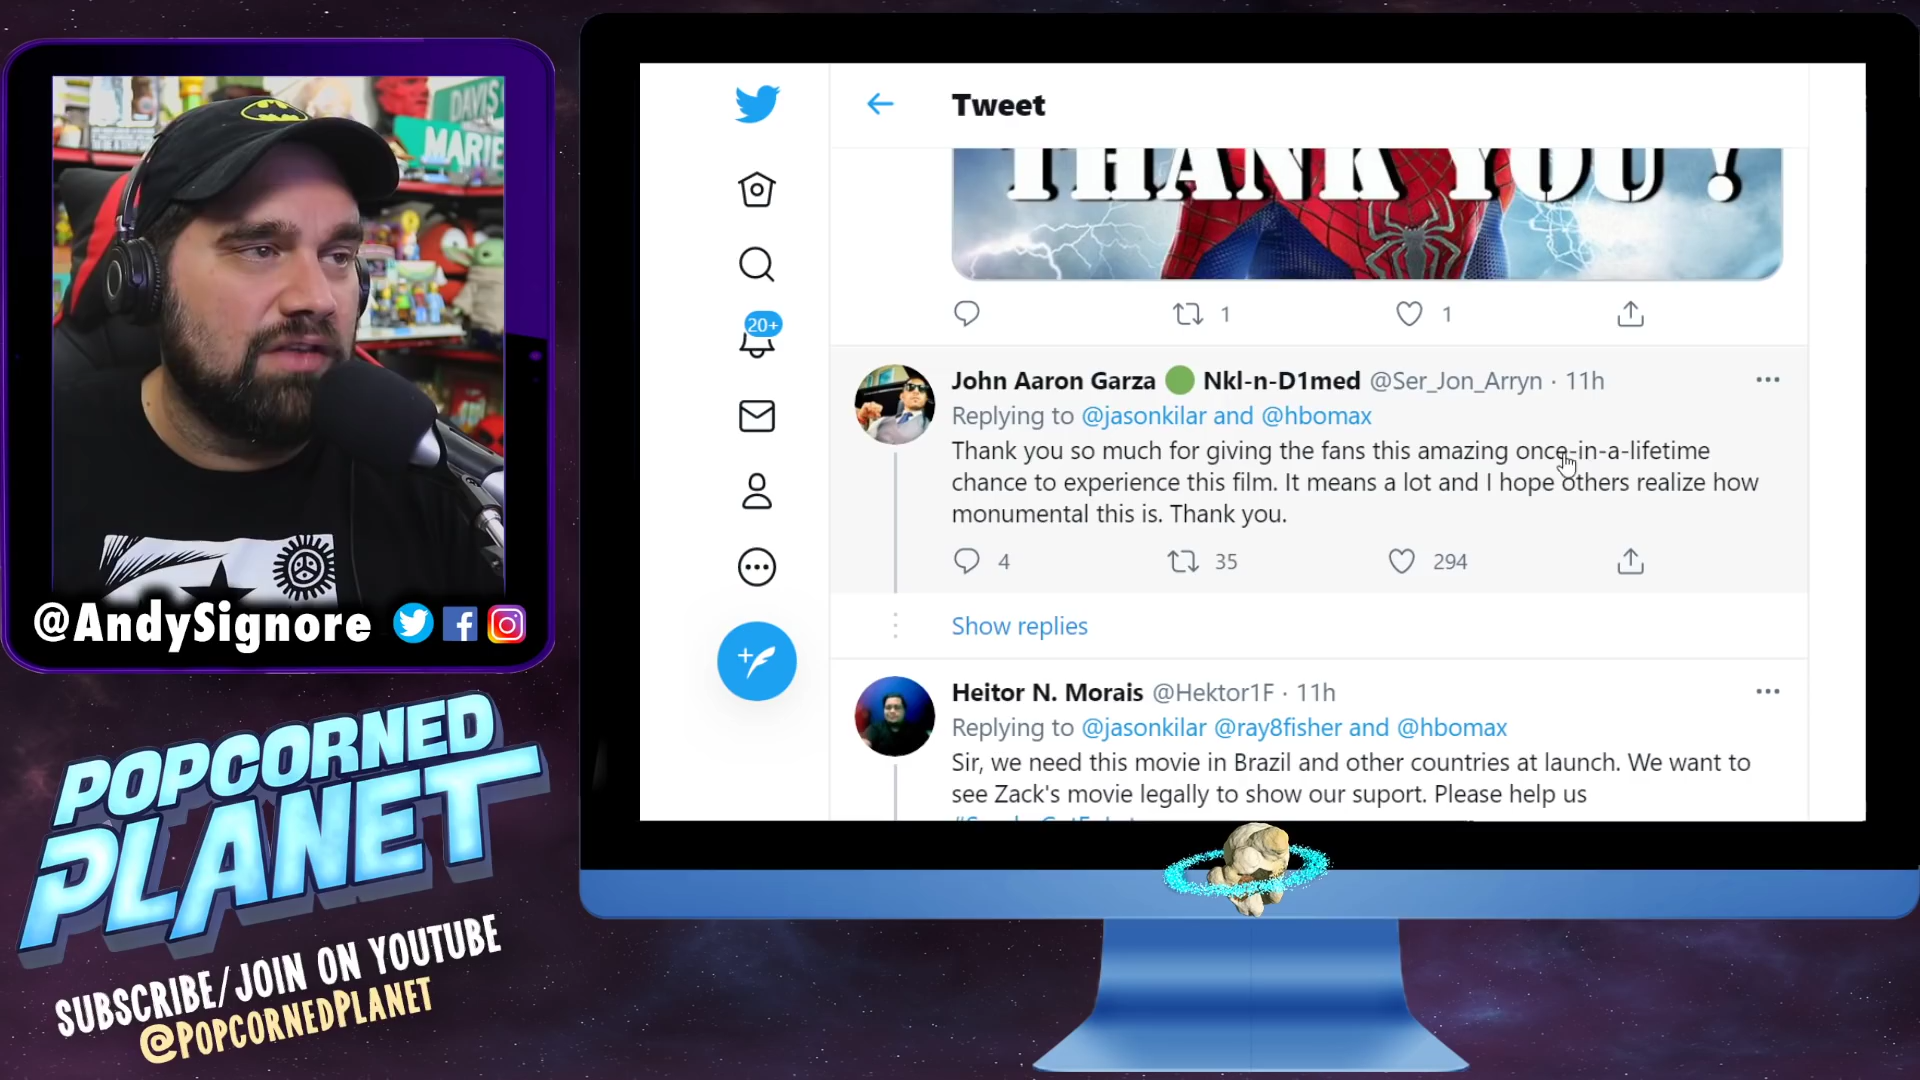 DAVIS
MARIE
@AndySignore
POPCORNED
PLANET
SUBSCRIBE/JOIN ON YOUTUBE
@POPCORNEDPLANET
Tweet
THANK YOU !
1
1
20+
John Aaron Garza 🟢 Nkl-n-D1med @Ser_Jon_Arryn · 11h
Replying to @jasonkilar and @hbomax
Thank you so much for giving the fans this amazing once-in-a-lifetime
chance to experience this film. It means a lot and I hope others realize how
monumental this is. Thank you.
4
35
294
Show replies
Heitor N. Morais @Hektor1F · 11h
Replying to @jasonkilar @ray8fisher and @hbomax
Sir, we need this movie in Brazil and other countries at launch. We want to
see Zack's movie legally to show our suport. Please help us